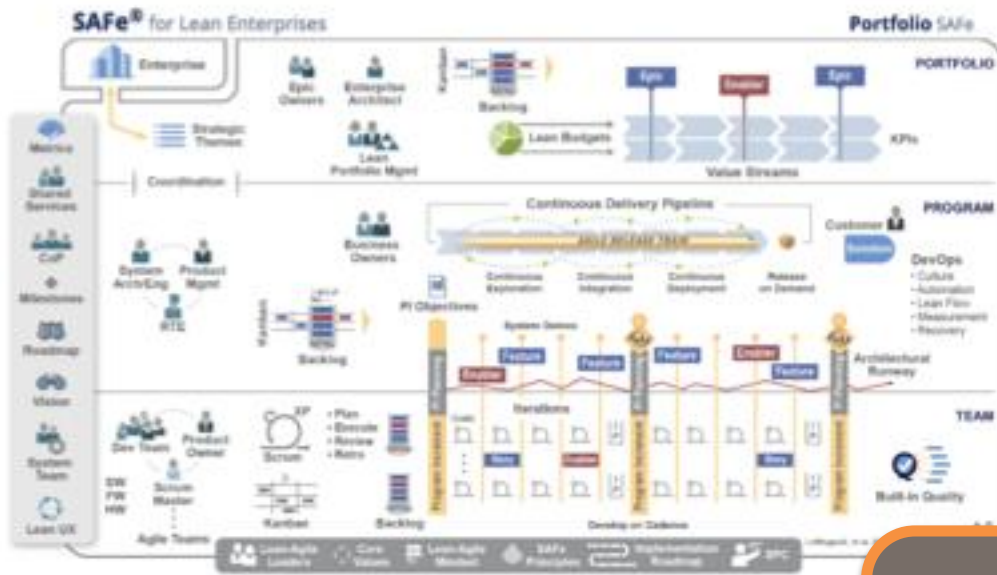 SAFe® for Lean Enterprises
Portfolio SAFe
Enterprise
Epic
Owners
Enterprise
Architect
Kanban
Backlog
Epic
Enabler
Epic
PORTFOLIO
Strategic
Themes
Lean
Portfolio Mgmt
Lean Budgets
KPIs
Value Streams
Coordination
Metrics
Shared
Services
CoP
Milestones
Roadmap
Vision
System
Team
Lean UX
PROGRAM
Continuous Delivery Pipeline
Business
Owners
AGILE RELEASE TRAIN
Customer
Solution
Continuous
Exploration
Continuous
Integration
Continuous
Deployment
Release
on Demand
DevOps
• Culture
• Automation
• Lean Flow
• Measurement
• Recovery
System
Arch/Eng
Product
Mgmt
RTE
Kanban
Backlog
PI Objectives
System Demos
Enabler
Feature
Feature
Feature
Enabler
Feature
Architectural
Runway
TEAM
Iterations
Dev Team
Product
Owner
Scrum
Master
SW
FW
HW
Agile Teams
XP
Scrum
• Plan
• Execute
• Review
• Retro
Kanban
Backlog
Program Increment
Program Increment
Program Increment
Story
Enabler
Story
Develop on Cadence
Built-In Quality
Lean-Agile
Leaders
Core
Values
Lean-Agile
Mindset
SAFe
Principles
Implementation
Roadmap
SPC